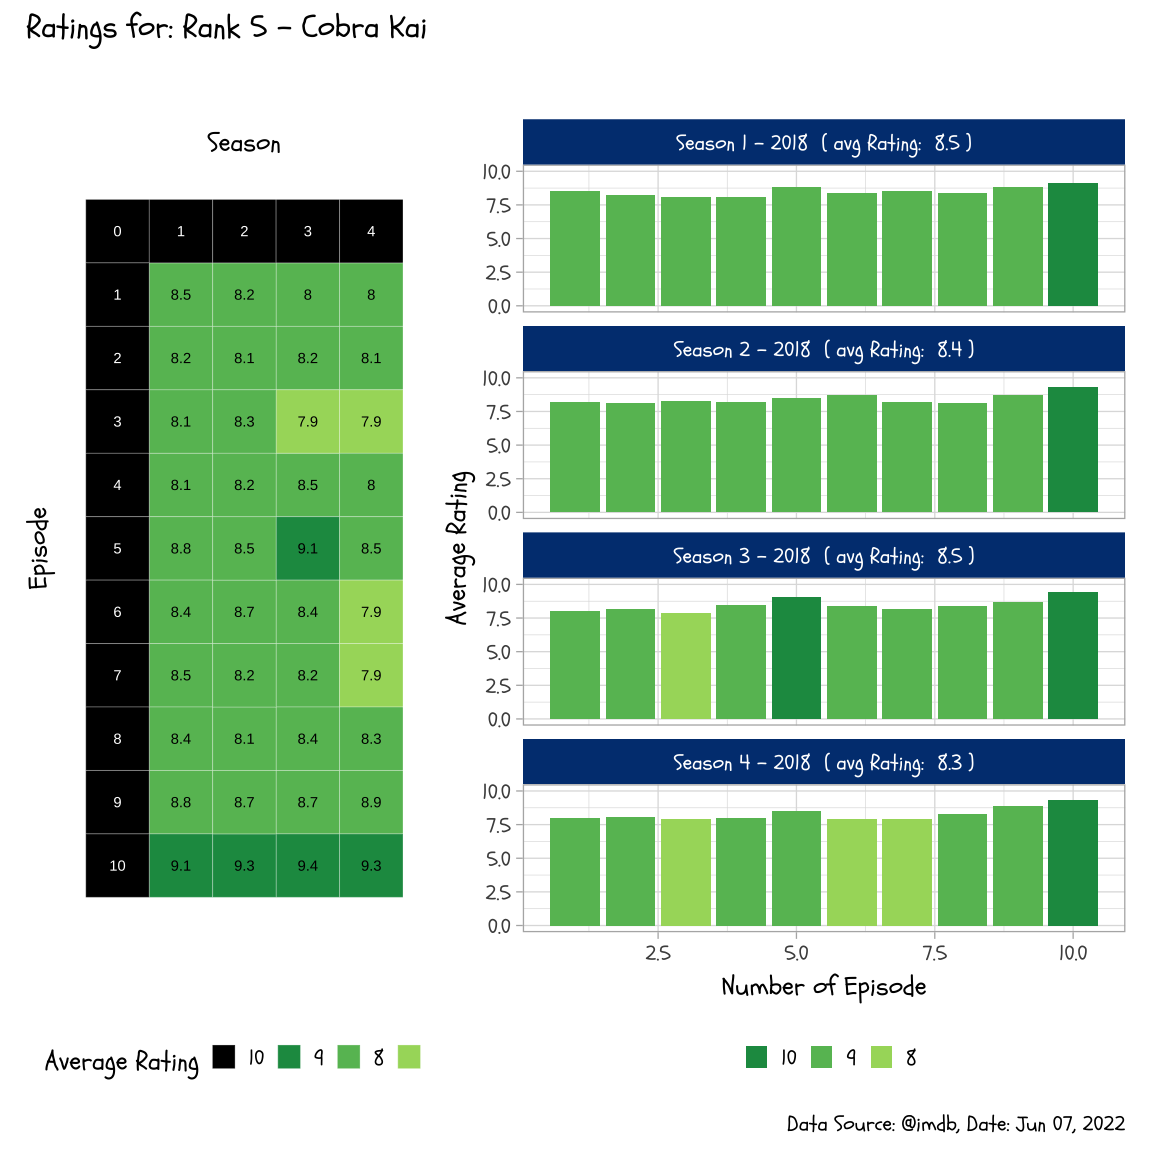 Ratings for: Rank 5 - Cobra Kai
Season
0 1 2 3 4
1 8.5 8.2 8 8
2 8.2 8.1 8.2 8.1
3 8.1 8.3 7.9 7.9
4 8.1 8.2 8.5 8
5 8.8 8.5 9.1 8.5
6 8.4 8.7 8.4 7.9
7 8.5 8.2 8.2 7.9
8 8.4 8.1 8.4 8.3
9 8.8 8.7 8.7 8.9
10 9.1 9.3 9.4 9.3
Episode
Average Rating 10 9 8
Average Rating
Season 1 - 2018 ( avg Rating: 8.5 )
10.0
7.5
5.0
2.5
0.0
Season 2 - 2018 ( avg Rating: 8.4 )
10.0
7.5
5.0
2.5
0.0
Season 3 - 2018 ( avg Rating: 8.5 )
10.0
7.5
5.0
2.5
0.0
Season 4 - 2018 ( avg Rating: 8.3 )
10.0
7.5
5.0
2.5
0.0
2.5 5.0 7.5 10.0
Number of Episode
10 9 8
Data Source: @imdb, Date: Jun 07, 2022